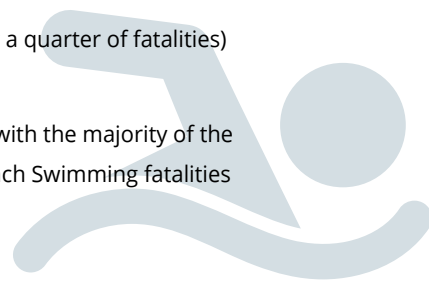 a quarter of fatalities)
with the majority of the
ch Swimming fatalities